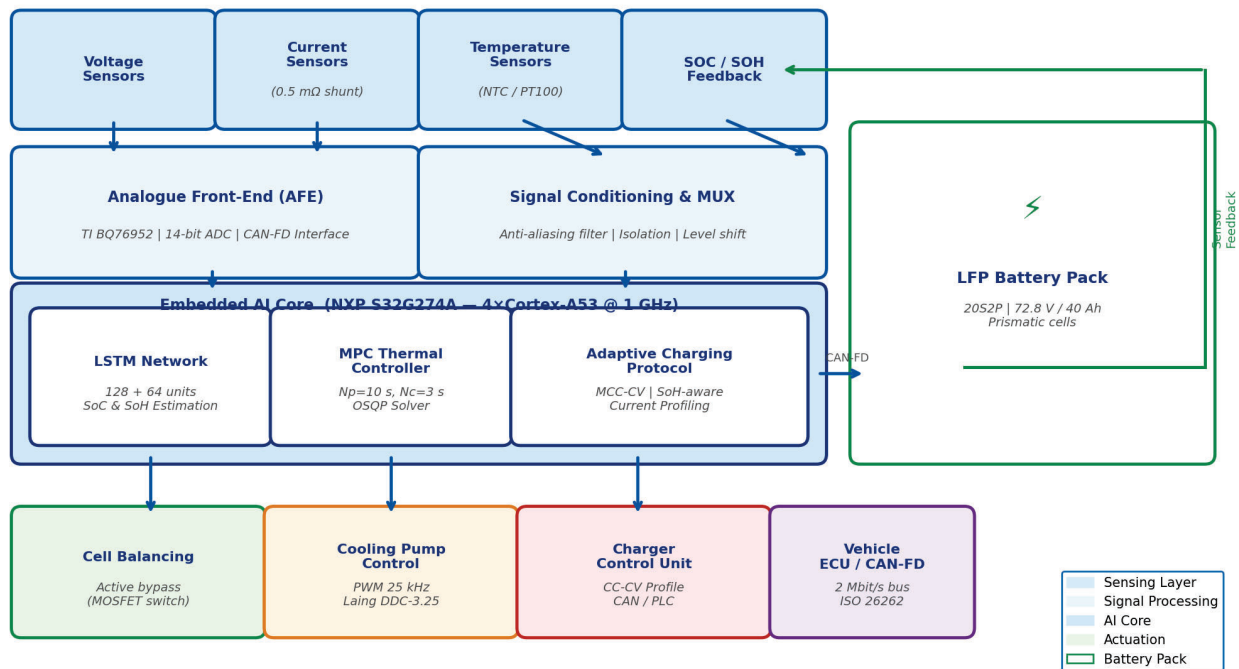 Voltage
Sensors
Current
Sensors
(0.5 mΩ shunt)
Temperature
Sensors
(NTC / PT100)
SOC / SOH
Feedback
Analogue Front-End (AFE)
TI BQ76952 | 14-bit ADC | CAN-FD Interface
Signal Conditioning & MUX
Anti-aliasing filter | Isolation | Level shift
Sensor
Feedback
⚡
LFP Battery Pack
20S2P | 72.8 V / 40 Ah
Prismatic cells
Embedded AI Core (NXP S32G274A — 4×Cortex-A53 @ 1 GHz)
LSTM Network
128 + 64 units
SoC & SoH Estimation
MPC Thermal
Controller
Np=10 s, Nc=3 s
OSQP Solver
Adaptive Charging
Protocol
MCC-CV | SoH-aware
Current Profiling
CAN-FD
Cell Balancing
Active bypass
(MOSFET switch)
Cooling Pump
Control
PWM 25 kHz
Laing DDC-3.25
Charger
Control Unit
CC-CV Profile
CAN / PLC
Vehicle
ECU / CAN-FD
2 Mbit/s bus
ISO 26262
Sensing Layer
Signal Processing
AI Core
Actuation
Battery Pack